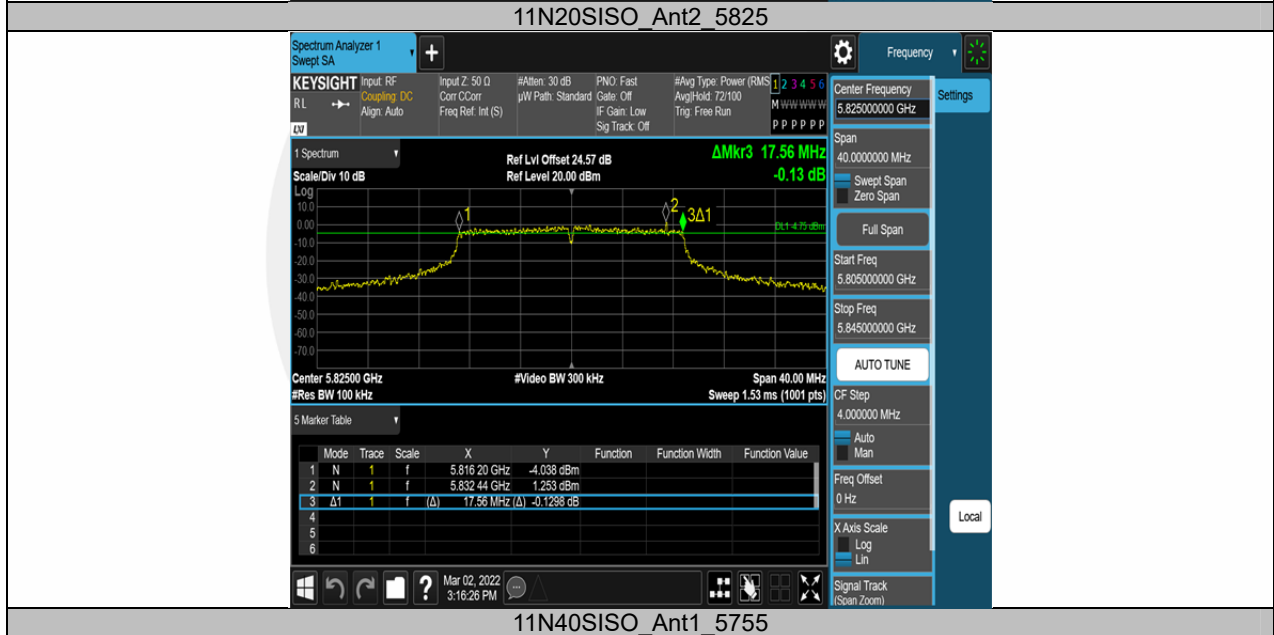 11N20SISO_Ant2_5825
Spectrum Analyzer 1
Swept SA
+
Frequency
KEYSIGHT
RL
LXI
Input: RF
Coupling: DC
Align: Auto
Input Z: 50 Ω
Corr CCorr
Freq Ref: Int (S)
#Atten: 30 dB
µW Path: Standard
PNO: Fast
Gate: Off
IF Gain: Low
Sig Track: Off
#Avg Type: Power (RMS
Avg|Hold: 72/100
Trig: Free Run
1 2 3 4 5 6
M W W W W W
P P P P P P
Center Frequency
5.825000000 GHz
Settings
Span
40.0000000 MHz
Swept Span
Zero Span
Full Span
Start Freq
5.805000000 GHz
Stop Freq
5.845000000 GHz
AUTO TUNE
CF Step
4.000000 MHz
Auto
Man
Freq Offset
0 Hz
X Axis Scale
Log
Lin
Signal Track
(Span Zoom)
Local
1 Spectrum
Scale/Div 10 dB
Ref Lvl Offset 24.57 dB
Ref Level 20.00 dBm
ΔMkr3 17.56 MHz
-0.13 dB
Log
10.0
0.00
-10.0
-20.0
-30.0
-40.0
-50.0
-60.0
-70.0
1
2
3Δ1
DL1 -4.75 dBm
Center 5.82500 GHz
#Video BW 300 kHz
Span 40.00 MHz
#Res BW 100 kHz
Sweep 1.53 ms (1001 pts)
5 Marker Table
Mode Trace Scale X Y Function Function Width Function Value
1 N 1 f 5.816 20 GHz -4.038 dBm
2 N 1 f 5.832 44 GHz 1.253 dBm
3 Δ1 1 f (Δ) 17.56 MHz (Δ) -0.1298 dB
4
5
6
?
Mar 02, 2022
3:16:26 PM
11N40SISO_Ant1_5755